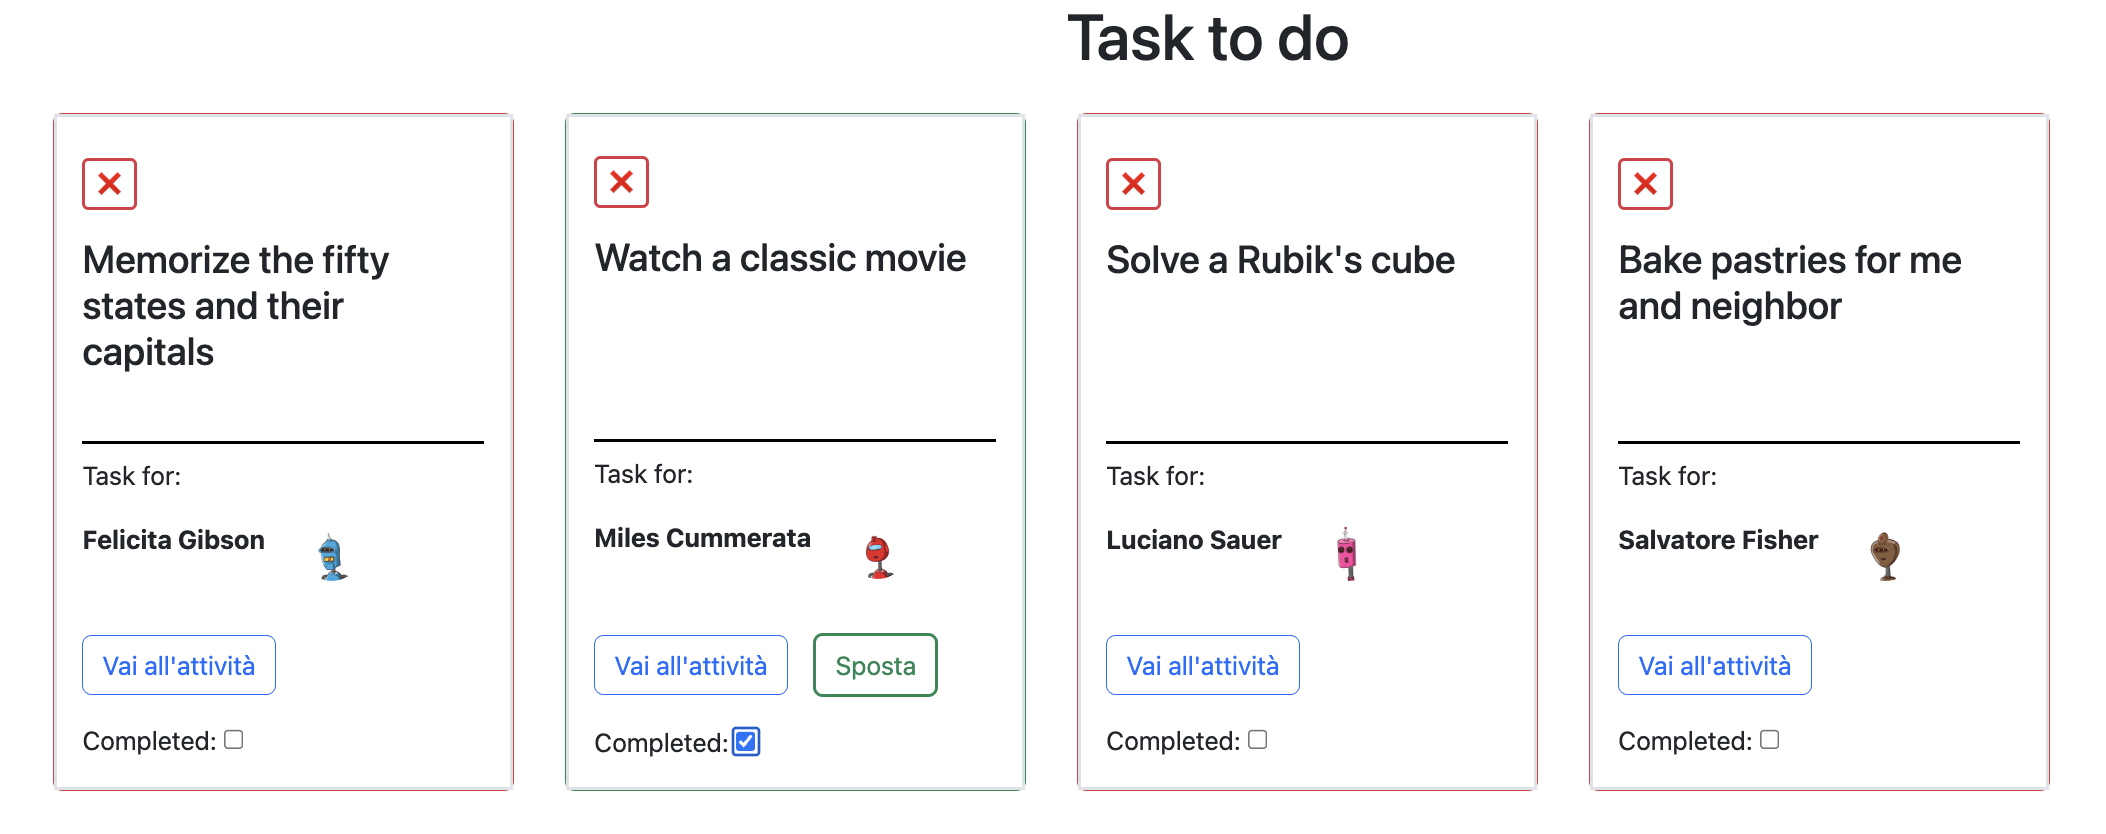 Task to do
Memorize the fifty
states and their
capitals
Task for:
Felicita Gibson
Vai all'attività
Completed:
Watch a classic movie
Task for:
Miles Cummerata
Vai all'attività
Sposta
Completed:
Solve a Rubik's cube
Task for:
Luciano Sauer
Vai all'attività
Completed:
Bake pastries for me
and neighbor
Task for:
Salvatore Fisher
Vai all'attività
Completed: